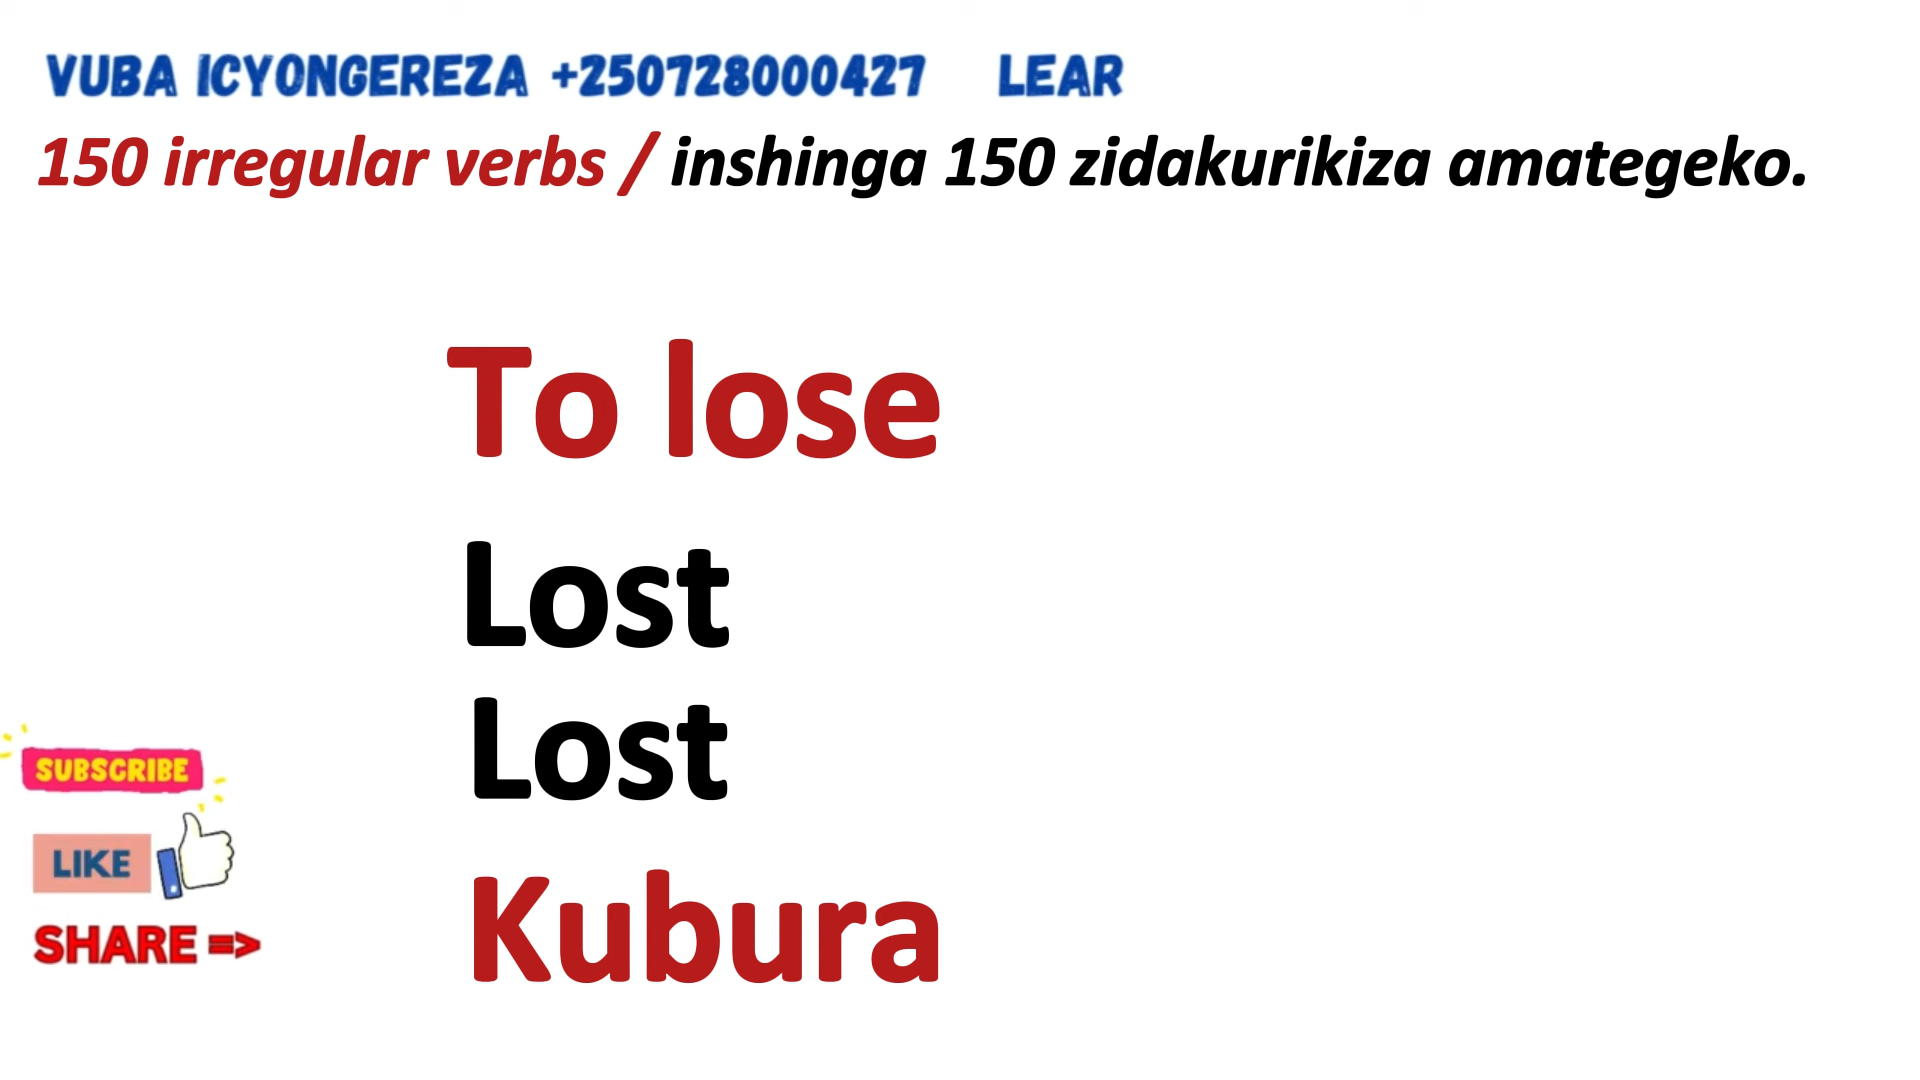 VUBA ICYONGEREZA +250728000427 LEAR
150 irregular verbs / inshinga 150 zidakurikiza amategeko.
To lose
Lost
Lost
Kubura
SUBSCRIBE
LIKE
SHARE =>